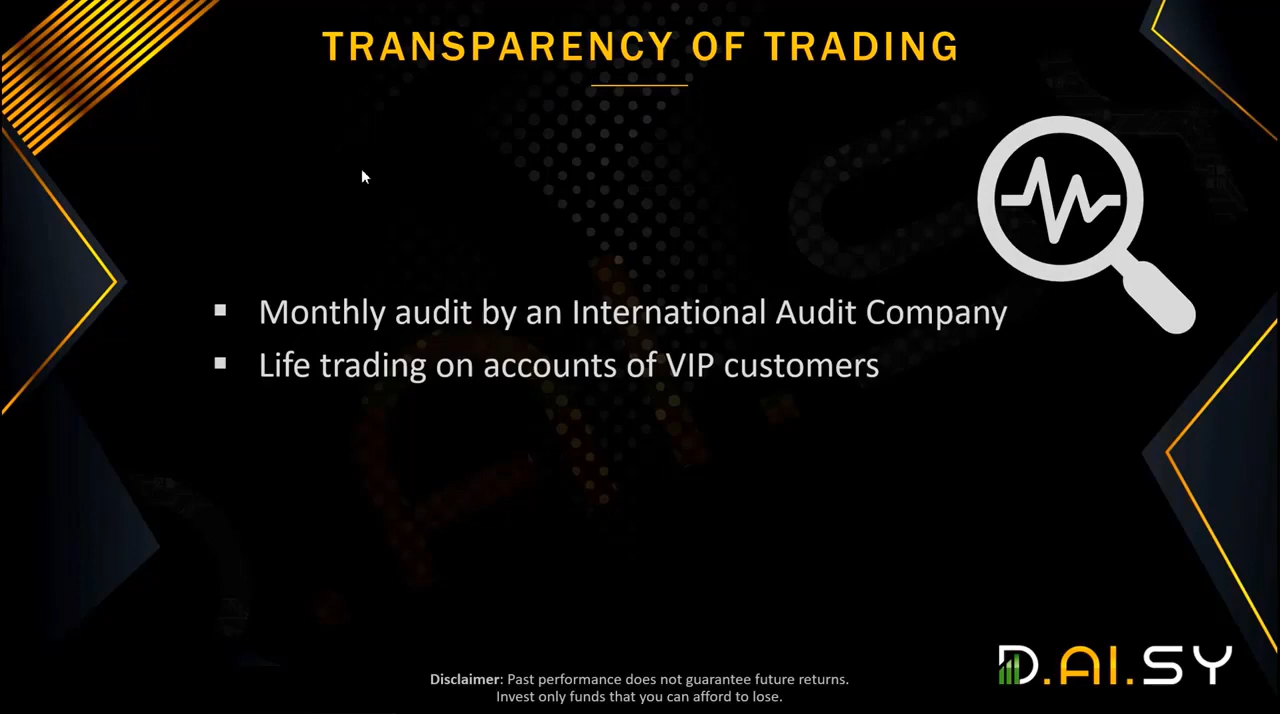 TRANSPARENCY OF TRADING
▪ Monthly audit by an International Audit Company
▪ Life trading on accounts of VIP customers
Disclaimer: Past performance does not guarantee future returns.
Invest only funds that you can afford to lose.
D.AI.SY